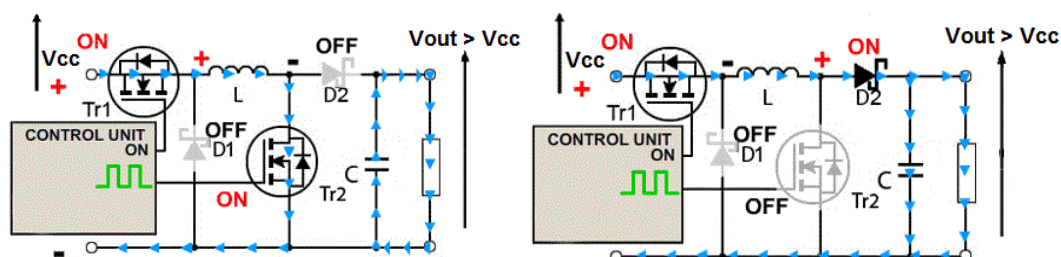 Vcc
ON
+
+
-
OFF
Vout > Vcc
L
D2
Tr1
CONTROL UNIT
ON
OFF
D1
C
Tr2
ON
-
Vcc
ON
+
-
+
ON
Vout > Vcc
L
D2
Tr1
CONTROL UNIT
ON
OFF
D1
C
Tr2
OFF